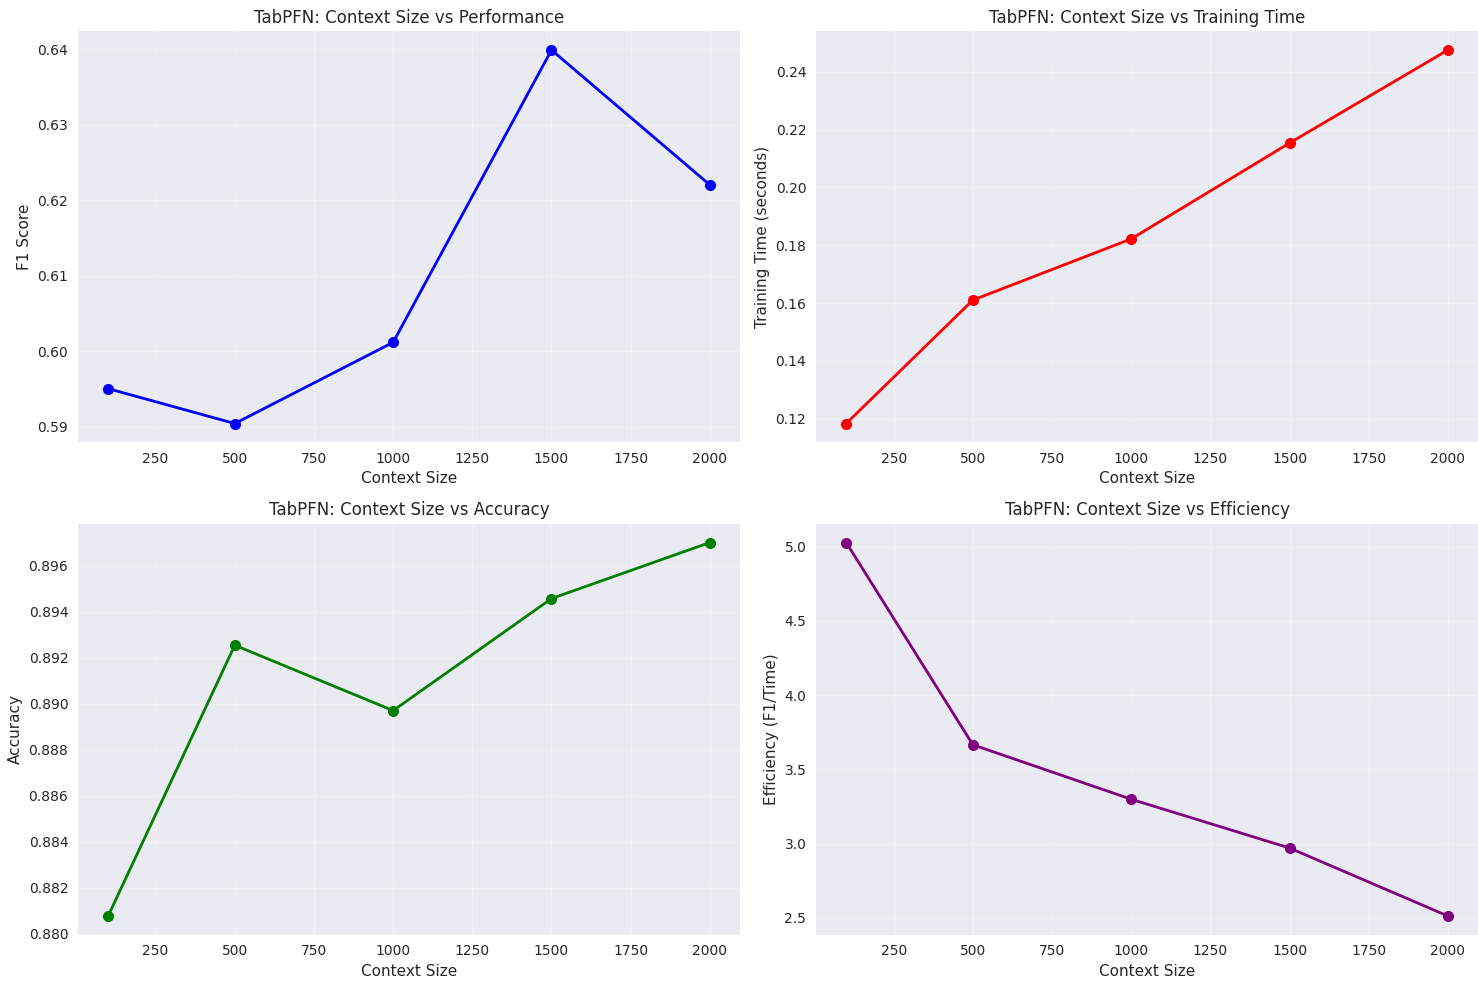 TabPFN: Context Size vs Performance
F1 Score
0.64
0.63
0.62
0.61
0.60
0.59
250 500 750 1000 1250 1500 1750 2000
Context Size
TabPFN: Context Size vs Training Time
Training Time (seconds)
0.24
0.22
0.20
0.18
0.16
0.14
0.12
250 500 750 1000 1250 1500 1750 2000
Context Size
TabPFN: Context Size vs Accuracy
Accuracy
0.896
0.894
0.892
0.890
0.888
0.886
0.884
0.882
0.880
250 500 750 1000 1250 1500 1750 2000
Context Size
TabPFN: Context Size vs Efficiency
Efficiency (F1/Time)
5.0
4.5
4.0
3.5
3.0
2.5
250 500 750 1000 1250 1500 1750 2000
Context Size